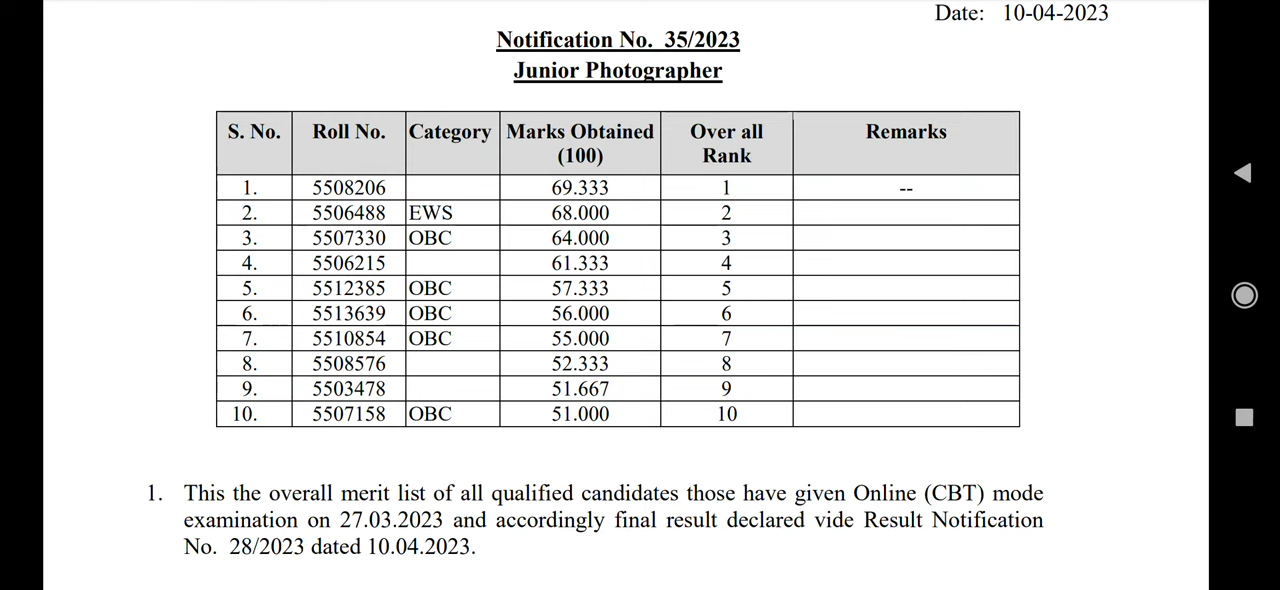 Date: 10-04-2023
Notification No. 35/2023
Junior Photographer
S. No. Roll No. Category Marks Obtained (100) Over all Rank Remarks
1. 5508206 69.333 1 --
2. 5506488 EWS 68.000 2
3. 5507330 OBC 64.000 3
4. 5506215 61.333 4
5. 5512385 OBC 57.333 5
6. 5513639 OBC 56.000 6
7. 5510854 OBC 55.000 7
8. 5508576 52.333 8
9. 5503478 51.667 9
10. 5507158 OBC 51.000 10
1. This the overall merit list of all qualified candidates those have given Online (CBT) mode
examination on 27.03.2023 and accordingly final result declared vide Result Notification
No. 28/2023 dated 10.04.2023.